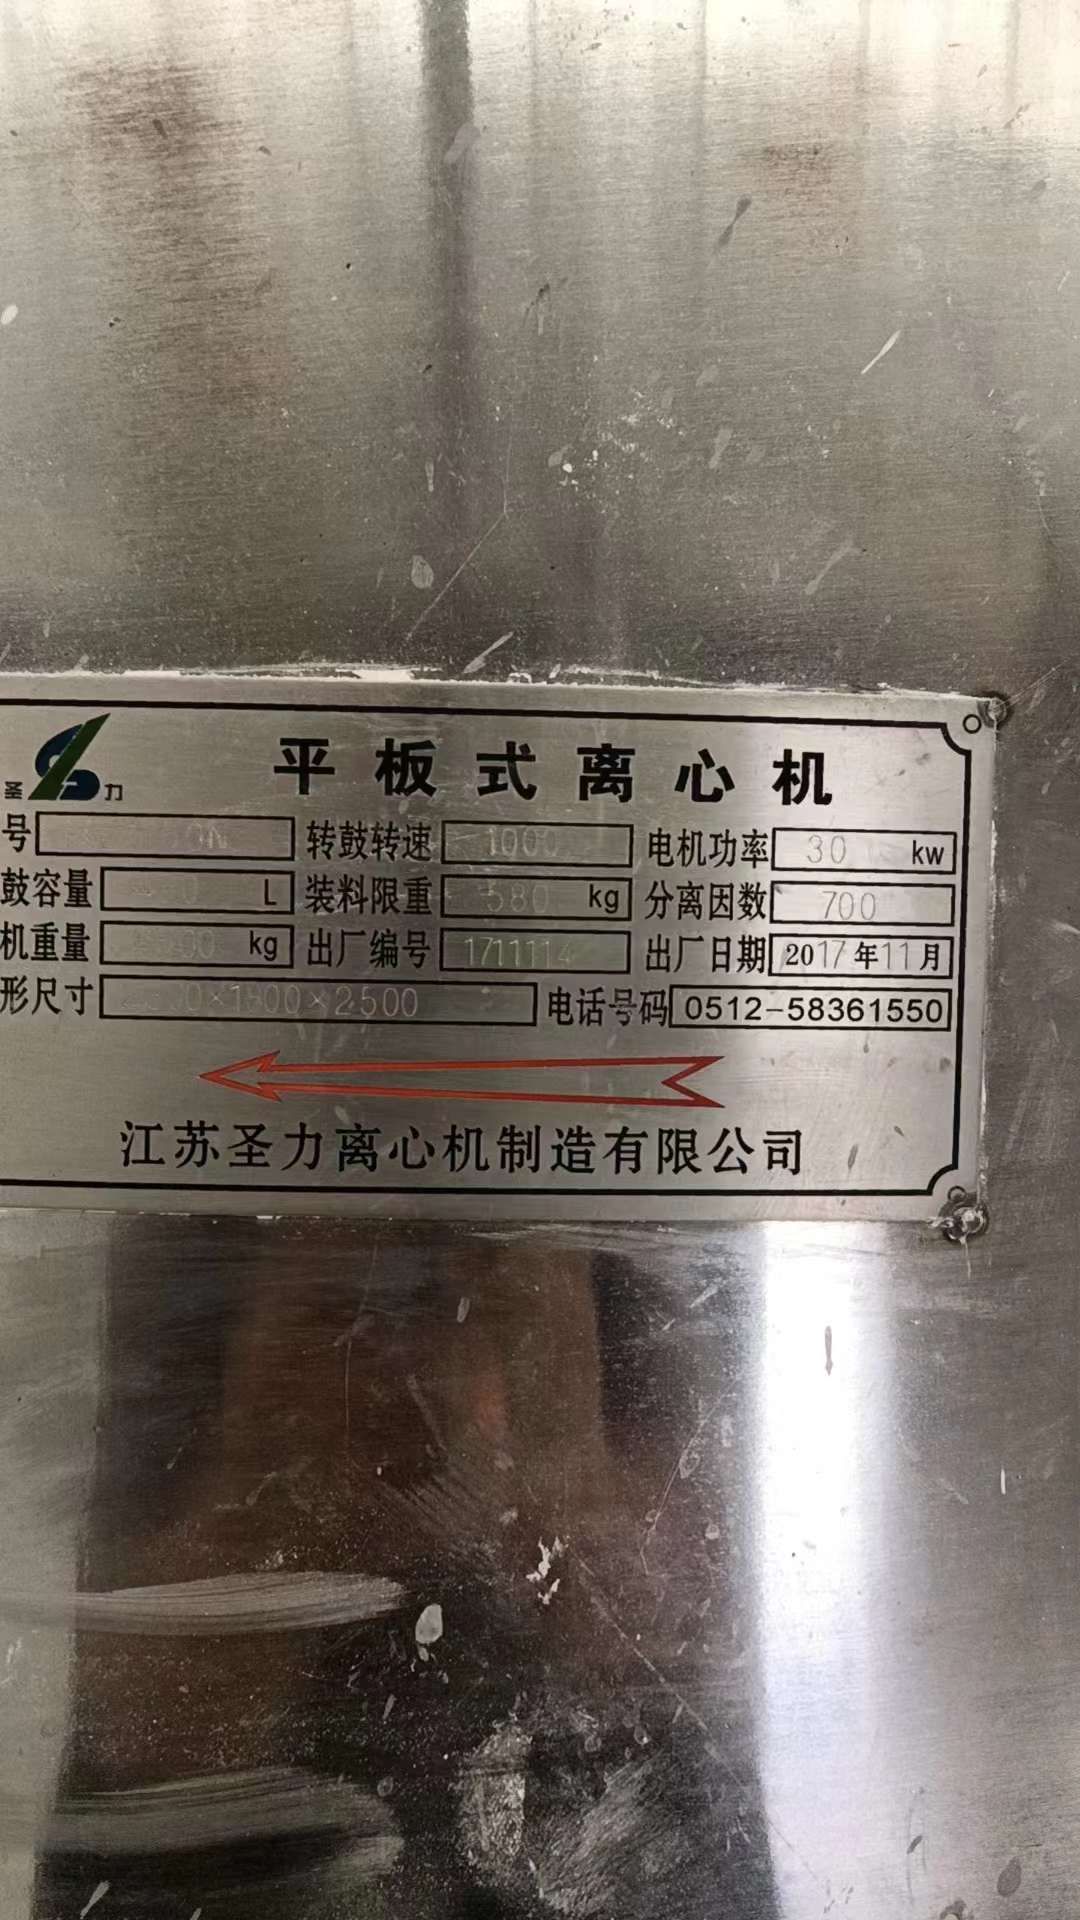 圣力 平板式离心机
号 转鼓转速 1000 电机功率 30 kw
鼓容量 L 装料限重 580 kg 分离因数 700
机重量 kg 出厂编号 1711114 出厂日期 2017年11月
形尺寸 ×1800×2500 电话号码 0512-58361550
江苏圣力离心机制造有限公司